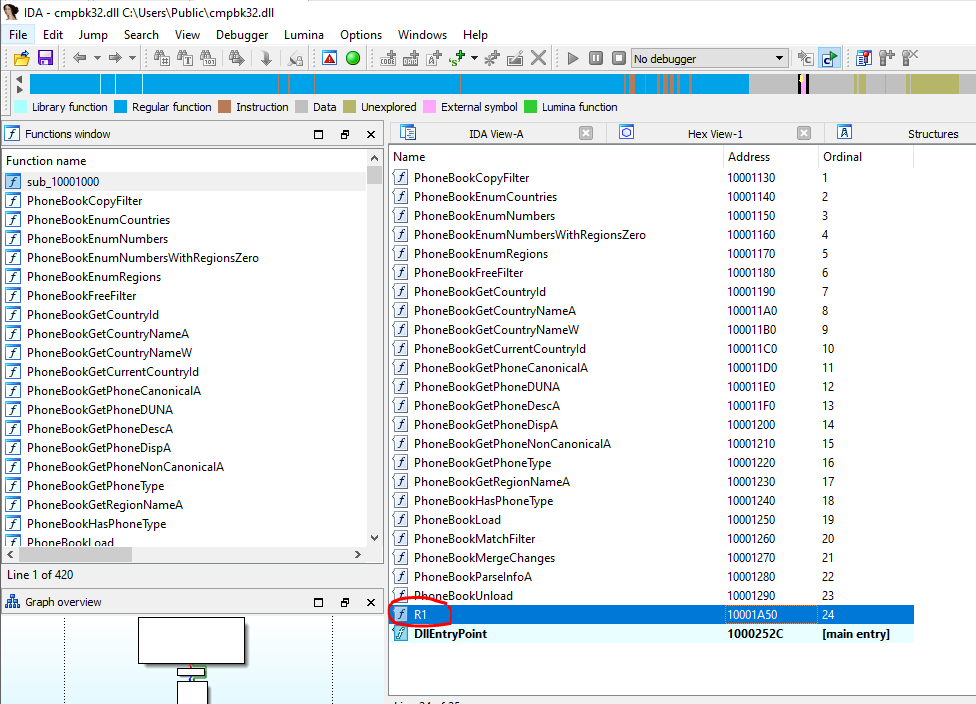 IDA - cmpbk32.dll C:\Users\Public\cmpbk32.dll
File Edit Jump Search View Debugger Lumina Options Windows Help
No debugger
Library function Regular function Instruction Data Unexplored External symbol Lumina function
Functions window
Function name
sub_10001000
PhoneBookCopyFilter
PhoneBookEnumCountries
PhoneBookEnumNumbers
PhoneBookEnumNumbersWithRegionsZero
PhoneBookEnumRegions
PhoneBookFreeFilter
PhoneBookGetCountryId
PhoneBookGetCountryNameA
PhoneBookGetCountryNameW
PhoneBookGetCurrentCountryId
PhoneBookGetPhoneCanonicalA
PhoneBookGetPhoneDUNA
PhoneBookGetPhoneDescA
PhoneBookGetPhoneDispA
PhoneBookGetPhoneNonCanonicalA
PhoneBookGetPhoneType
PhoneBookGetRegionNameA
PhoneBookHasPhoneType
PhoneBookLoad
Line 1 of 420
Graph overview
IDA View-A Hex View-1 Structures
Name Address Ordinal
PhoneBookCopyFilter 10001130 1
PhoneBookEnumCountries 10001140 2
PhoneBookEnumNumbers 10001150 3
PhoneBookEnumNumbersWithRegionsZero 10001160 4
PhoneBookEnumRegions 10001170 5
PhoneBookFreeFilter 10001180 6
PhoneBookGetCountryId 10001190 7
PhoneBookGetCountryNameA 100011A0 8
PhoneBookGetCountryNameW 100011B0 9
PhoneBookGetCurrentCountryId 100011C0 10
PhoneBookGetPhoneCanonicalA 100011D0 11
PhoneBookGetPhoneDUNA 100011E0 12
PhoneBookGetPhoneDescA 100011F0 13
PhoneBookGetPhoneDispA 10001200 14
PhoneBookGetPhoneNonCanonicalA 10001210 15
PhoneBookGetPhoneType 10001220 16
PhoneBookGetRegionNameA 10001230 17
PhoneBookHasPhoneType 10001240 18
PhoneBookLoad 10001250 19
PhoneBookMatchFilter 10001260 20
PhoneBookMergeChanges 10001270 21
PhoneBookParseInfoA 10001280 22
PhoneBookUnload 10001290 23
R1 10001A50 24
DllEntryPoint 1000252C [main entry]